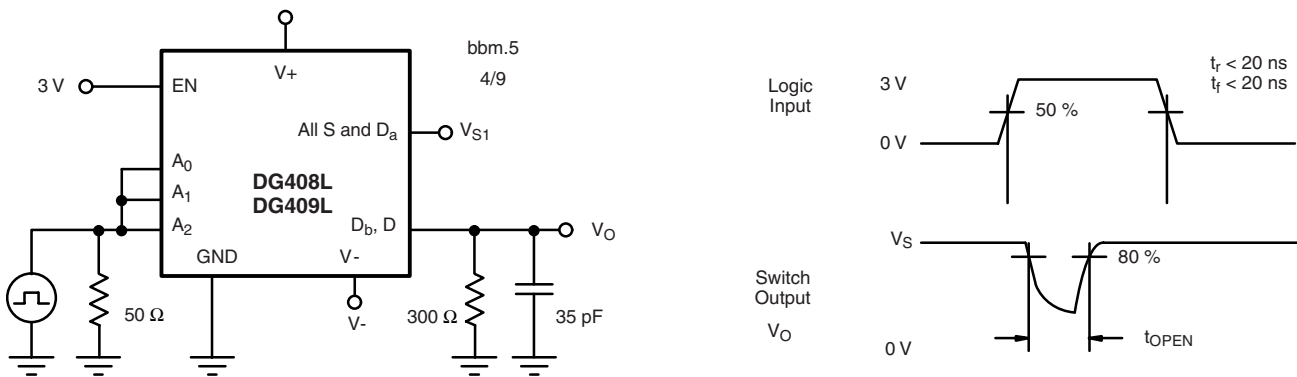 bbm.5
4/9
3 V
EN
V+
All S and Da
VS1
A0
A1
A2
DG408L
DG409L
Db, D
VO
GND
V-
V-
50 Ω
300 Ω
35 pF
Logic
Input
3 V
0 V
50 %
tr < 20 ns
tf < 20 ns
VS
80 %
Switch
Output
VO
0 V
tOPEN